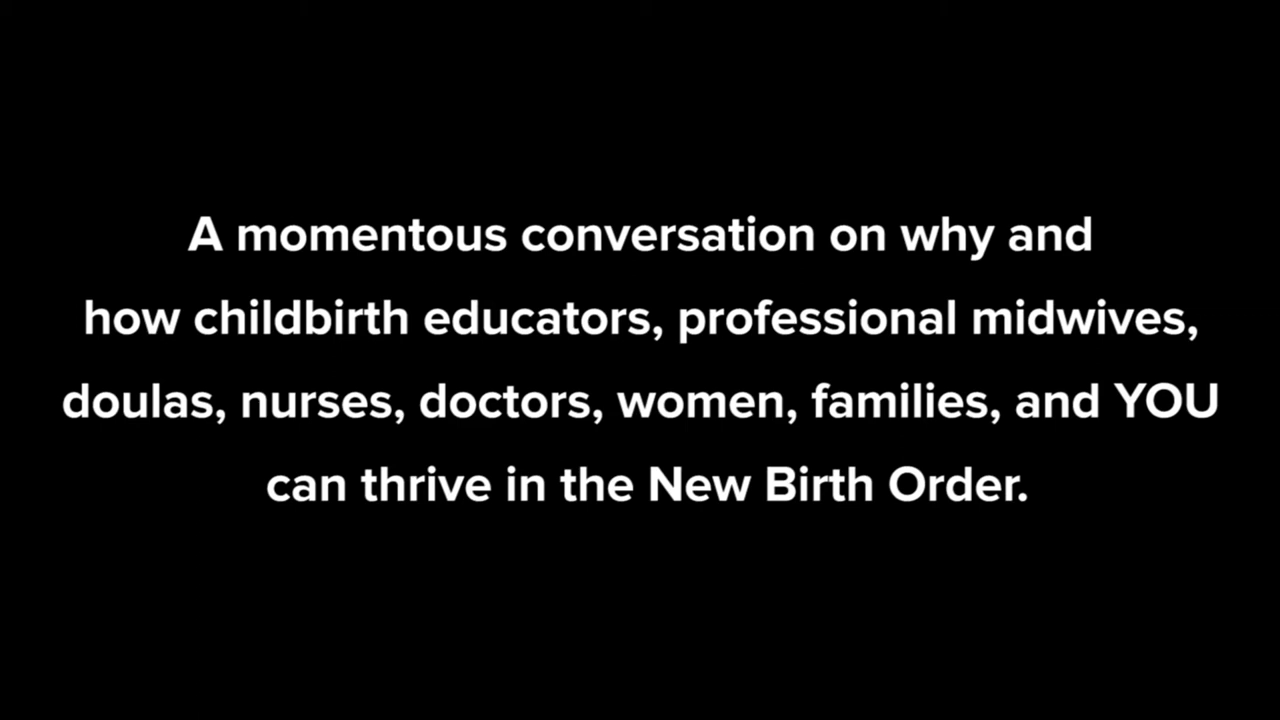 A momentous conversation on why and
how childbirth educators, professional midwives,
doulas, nurses, doctors, women, families, and YOU
can thrive in the New Birth Order.